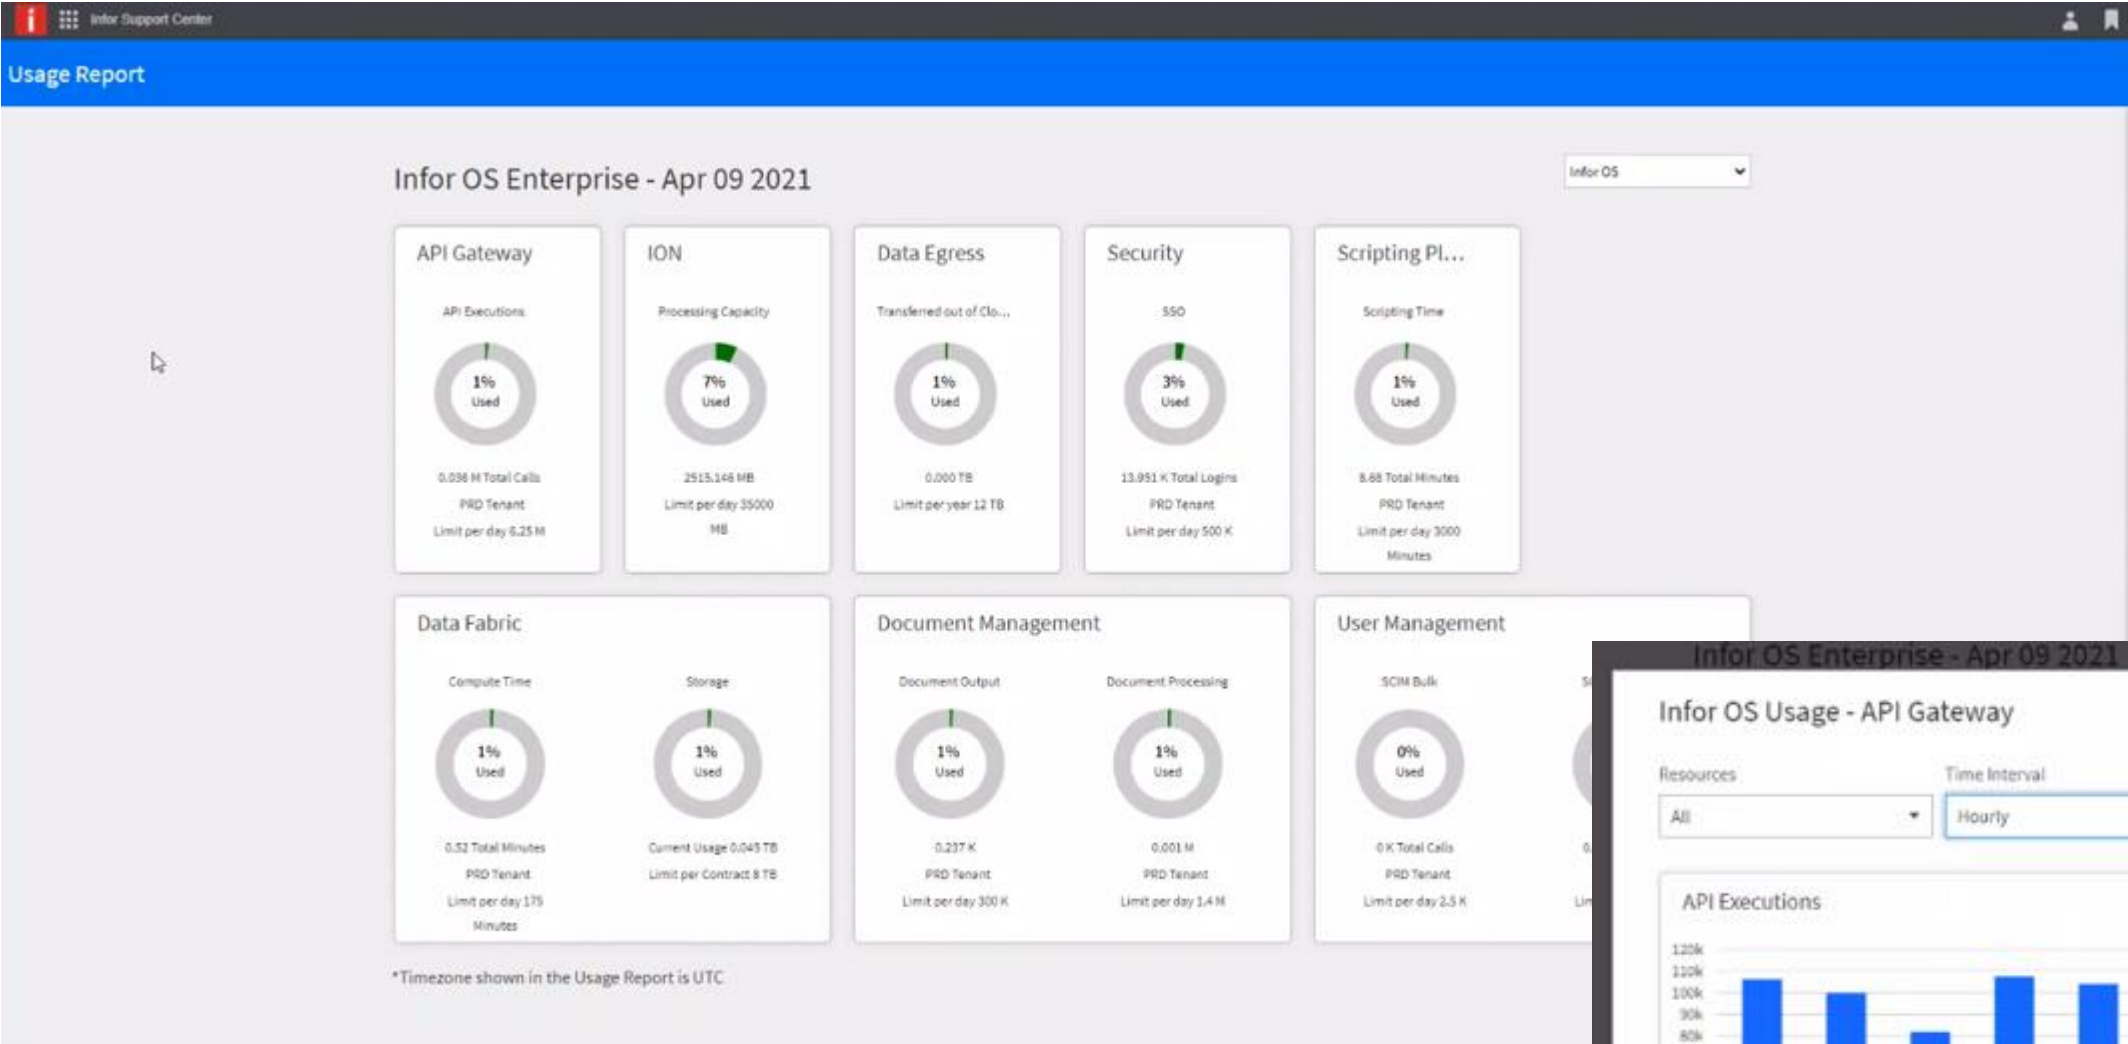 Infor Support Center
Usage Report
Infor OS Enterprise - Apr 09 2021
Infor OS
API Gateway
API Executions
1%
Used
0.036 M Total Calls
PRD Tenant
Limit per day 6.25 M
ION
Processing Capacity
7%
Used
2515.146 MB
Limit per day 35000
MB
Data Egress
Transferred out of Clo...
1%
Used
0.000 TB
Limit per year 12 TB
Security
SSO
3%
Used
13.951 K Total Logins
PRD Tenant
Limit per day 500 K
Scripting Pl...
Scripting Time
1%
Used
8.68 Total Minutes
PRD Tenant
Limit per day 3000
Minutes
Data Fabric
Compute Time
1%
Used
0.52 Total Minutes
PRD Tenant
Limit per day 175
Minutes
Storage
1%
Used
Current Usage 0.045 TB
Limit per Contract 8 TB
Document Management
Document Output
1%
Used
0.237 K
PRD Tenant
Limit per day 300 K
Document Processing
1%
Used
0.001 M
PRD Tenant
Limit per day 1.4 M
User Management
SCIM Bulk
0%
Used
0 K Total Calls
PRD Tenant
Limit per day 2.5 K
*Timezone shown in the Usage Report is UTC
Infor OS Enterprise - Apr 09 2021
Infor OS Usage - API Gateway
Resources
All
Time Interval
Hourly
API Executions
120k
110k
100k
90k
80k